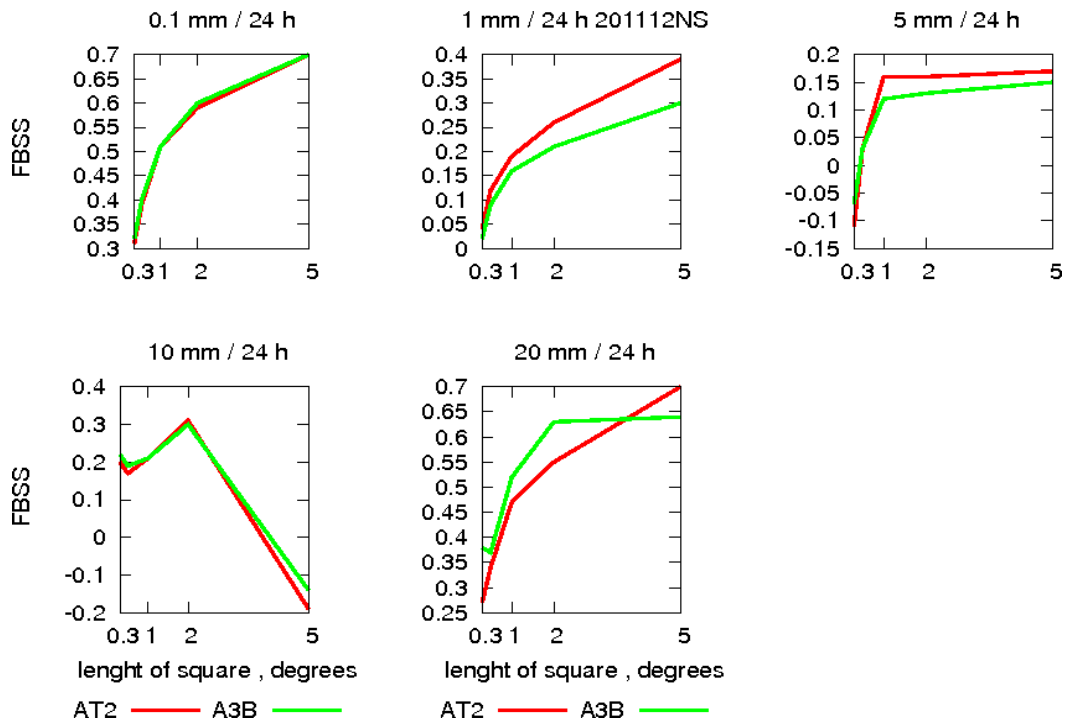 0.1 mm / 24 h
1 mm / 24 h 201112NS
5 mm / 24 h
FBSS
0.7
0.65
0.6
0.55
0.5
0.45
0.4
0.35
0.3
0.3 1 2 5
0.4
0.35
0.3
0.25
0.2
0.15
0.1
0.05
0
0.3 1 2 5
0.2
0.15
0.1
0.05
0
-0.05
-0.1
-0.15
0.3 1 2 5
10 mm / 24 h
20 mm / 24 h
FBSS
0.4
0.3
0.2
0.1
0
-0.1
-0.2
0.3 1 2 5
lenght of square , degrees
AT2 A3B
0.7
0.65
0.6
0.55
0.5
0.45
0.4
0.35
0.3
0.25
0.3 1 2 5
lenght of square , degrees
AT2 A3B